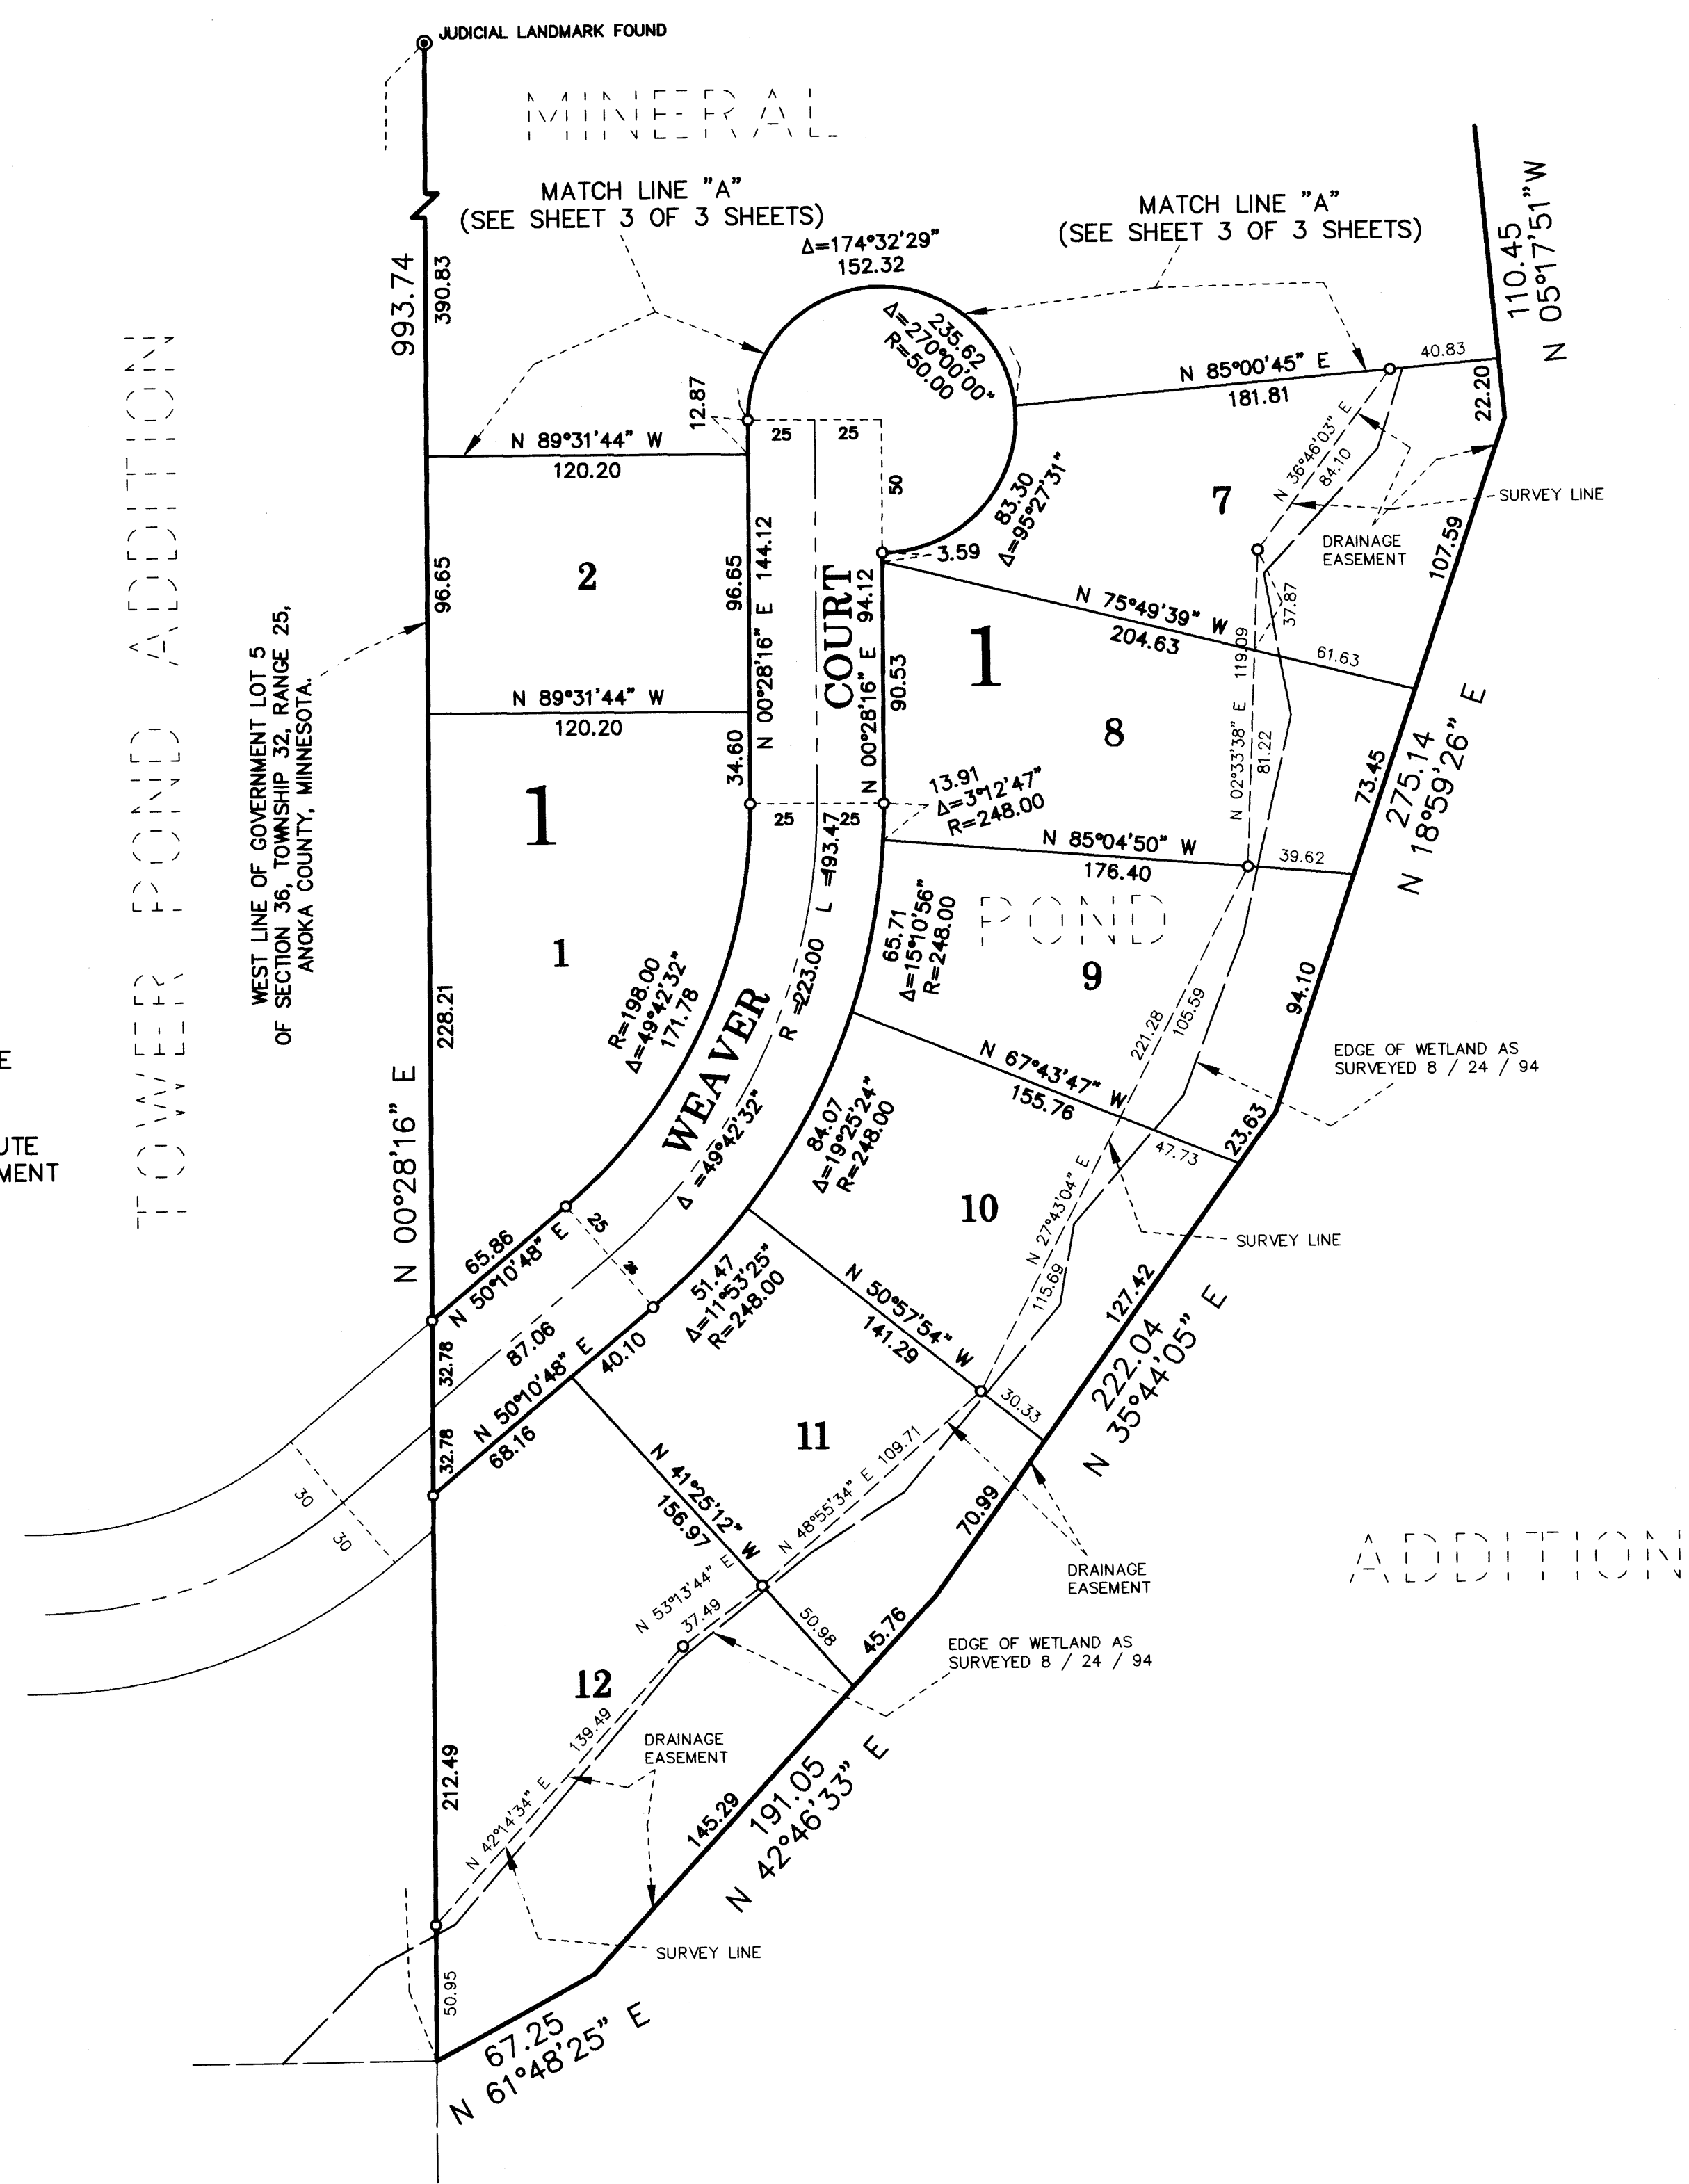 JUDICIAL LANDMARK FOUND
MINERAL
MATCH LINE "A"
(SEE SHEET 3 OF 3 SHEETS)
MATCH LINE "A"
(SEE SHEET 3 OF 3 SHEETS)
110.45
N 05°17'51" W
Δ=174°32'29"
152.32
993.74
390.83
235.62
Δ=270°00'00"
R=50.00
N 85°00'45" E
181.81
40.83
22.20
12.87
25
25
50
N 89°31'44" W
120.20
N 36°46'03" E
84.10
7
SURVEY LINE
DRAINAGE
EASEMENT
107.59
83.30
Δ=95°27'31"
3.59
TOWER POND ADDITION
WEST LINE OF GOVERNMENT LOT 5
OF SECTION 36, TOWNSHIP 32, RANGE 25,
ANOKA COUNTY, MINNESOTA.
96.65
2
96.65
N 00°28'16" E 144.12
COURT
N 00°28'16" E 94.12
90.53
1
N 75°49'39" W
204.63
37.87
61.63
N 89°31'44" W
120.20
34.60
8
N 02°33'38" E 119.09
81.22
73.45
275.14
N 18°59'26" E
1
25
25
13.91
Δ=3°12'47"
R=248.00
N 85°04'50" W
176.40
39.62
L =193.47
R =223.00
Δ =49°42'32"
65.71
Δ=15°10'56"
R=248.00
POND
9
1
228.21
R=198.00
Δ=49°42'32"
171.78
WEAVER
221.28
105.59
94.10
EDGE OF WETLAND AS
SURVEYED 8 / 24 / 94
E
UTE
MENT
N 00°28'16" E
N 67°43'47" W
155.76
47.73
23.63
84.07
Δ=19°25'24"
R=248.00
10
N 27°43'04" E
115.69
SURVEY LINE
65.86
N 50°10'48" E
25
25
51.47
Δ=11°53'25"
R=248.00
N 50°57'54" W
141.29
127.42
222.04
N 35°44'05" E
32.78
87.06
32.78
N 50°10'48" E
40.10
68.16
30.33
11
30
30
N 41°25'12" W
156.97
N 48°55'34" E 109.71
70.99
ADDITION
DRAINAGE
EASEMENT
N 53°13'44" E
37.49
50.98
45.76
EDGE OF WETLAND AS
SURVEYED 8 / 24 / 94
12
139.49
N 42°14'34" E
DRAINAGE
EASEMENT
212.49
145.29
191.05
N 42°46'33" E
SURVEY LINE
50.95
67.25
N 61°48'25" E